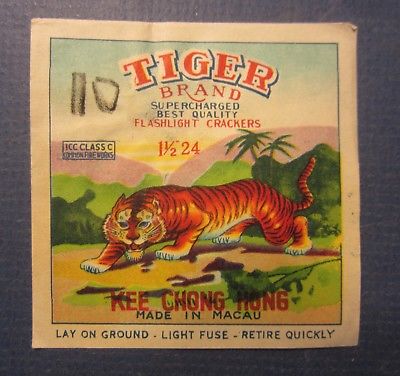 10
TIGER
BRAND
SUPERCHARGED
BEST QUALITY
FLASHLIGHT CRACKERS
ICC CLASS C
COMMON FIREWORKS
1½" 24
KEE CHONG HONG
MADE IN MACAU
LAY ON GROUND - LIGHT FUSE - RETIRE QUICKLY